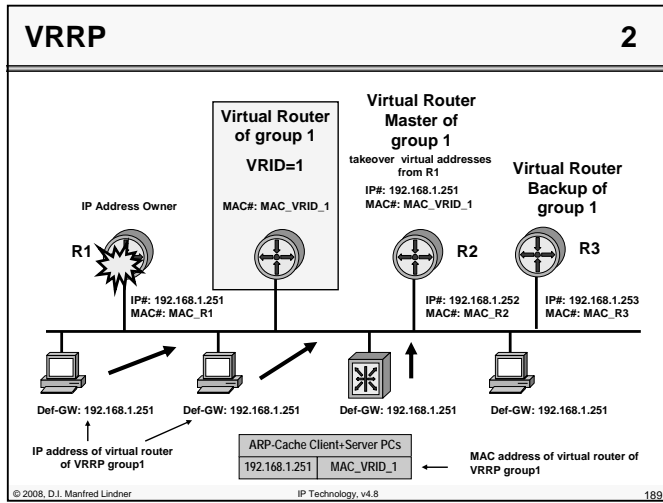 VRRP
2
Virtual Router
of group 1
VRID=1
MAC#: MAC_VRID_1
Virtual Router
Master of
group 1
takeover virtual addresses
from R1
IP#: 192.168.1.251
MAC#: MAC_VRID_1
Virtual Router
Backup of
group 1
IP Address Owner
R1
R2
R3
IP#: 192.168.1.251
MAC#: MAC_R1
IP#: 192.168.1.252
MAC#: MAC_R2
IP#: 192.168.1.253
MAC#: MAC_R3
Def-GW: 192.168.1.251
Def-GW: 192.168.1.251
Def-GW: 192.168.1.251
Def-GW: 192.168.1.251
IP address of virtual router
of VRRP group1
ARP-Cache Client+Server PCs
192.168.1.251 MAC_VRID_1
MAC address of virtual router of
VRRP group1
© 2008, D.I. Manfred Lindner
IP Technology, v4.8
189